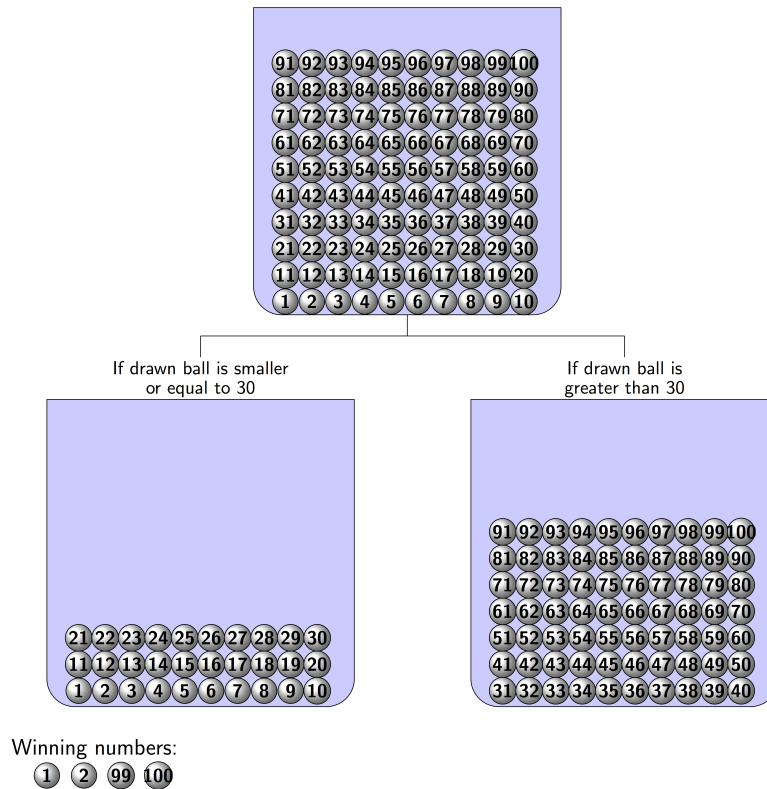 91 92 93 94 95 96 97 98 99 100
81 82 83 84 85 86 87 88 89 90
71 72 73 74 75 76 77 78 79 80
61 62 63 64 65 66 67 68 69 70
51 52 53 54 55 56 57 58 59 60
41 42 43 44 45 46 47 48 49 50
31 32 33 34 35 36 37 38 39 40
21 22 23 24 25 26 27 28 29 30
11 12 13 14 15 16 17 18 19 20
1 2 3 4 5 6 7 8 9 10
If drawn ball is smaller
or equal to 30
21 22 23 24 25 26 27 28 29 30
11 12 13 14 15 16 17 18 19 20
1 2 3 4 5 6 7 8 9 10
If drawn ball is
greater than 30
91 92 93 94 95 96 97 98 99 100
81 82 83 84 85 86 87 88 89 90
71 72 73 74 75 76 77 78 79 80
61 62 63 64 65 66 67 68 69 70
51 52 53 54 55 56 57 58 59 60
41 42 43 44 45 46 47 48 49 50
31 32 33 34 35 36 37 38 39 40
Winning numbers:
1 2 99 100